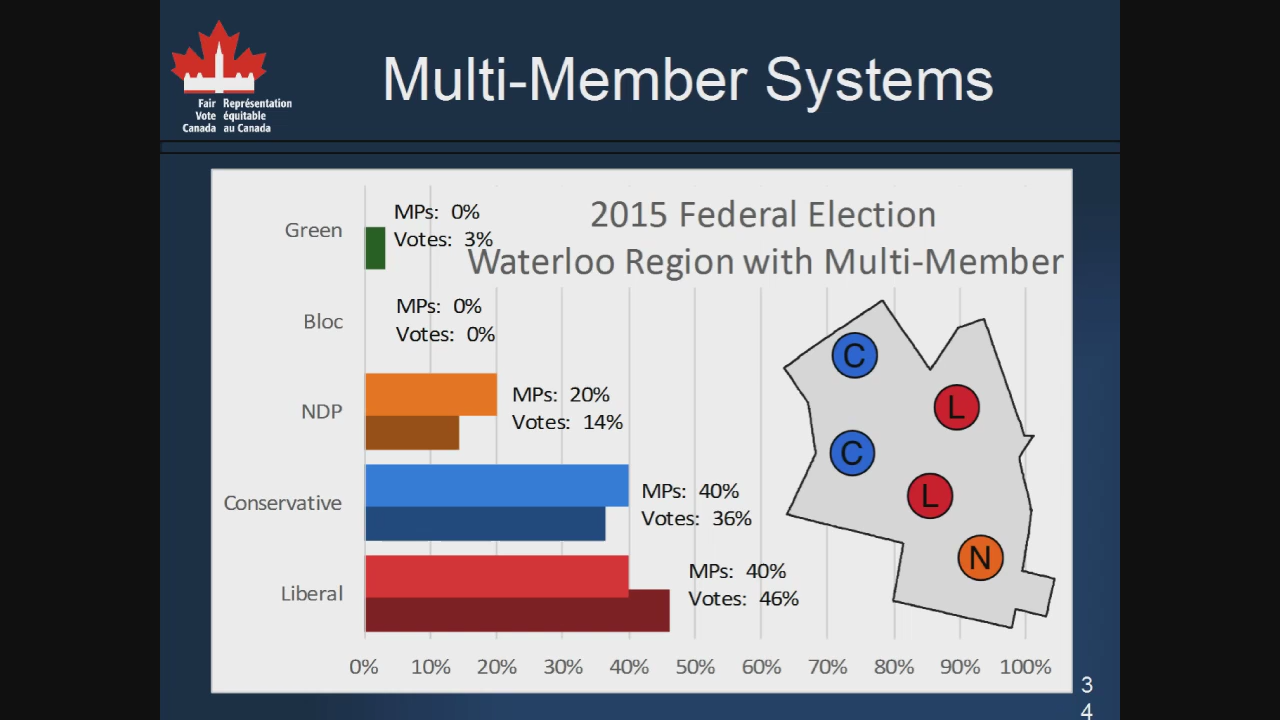 Multi-Member Systems
Fair Représentation
Vote équitable
Canada au Canada
2015 Federal Election
Waterloo Region with Multi-Member
Green
MPs: 0%
Votes: 3%
Bloc
MPs: 0%
Votes: 0%
NDP
MPs: 20%
Votes: 14%
Conservative
MPs: 40%
Votes: 36%
Liberal
MPs: 40%
Votes: 46%
0% 10% 20% 30% 40% 50% 60% 70% 80% 90% 100%
C
L
C
L
N
3
4